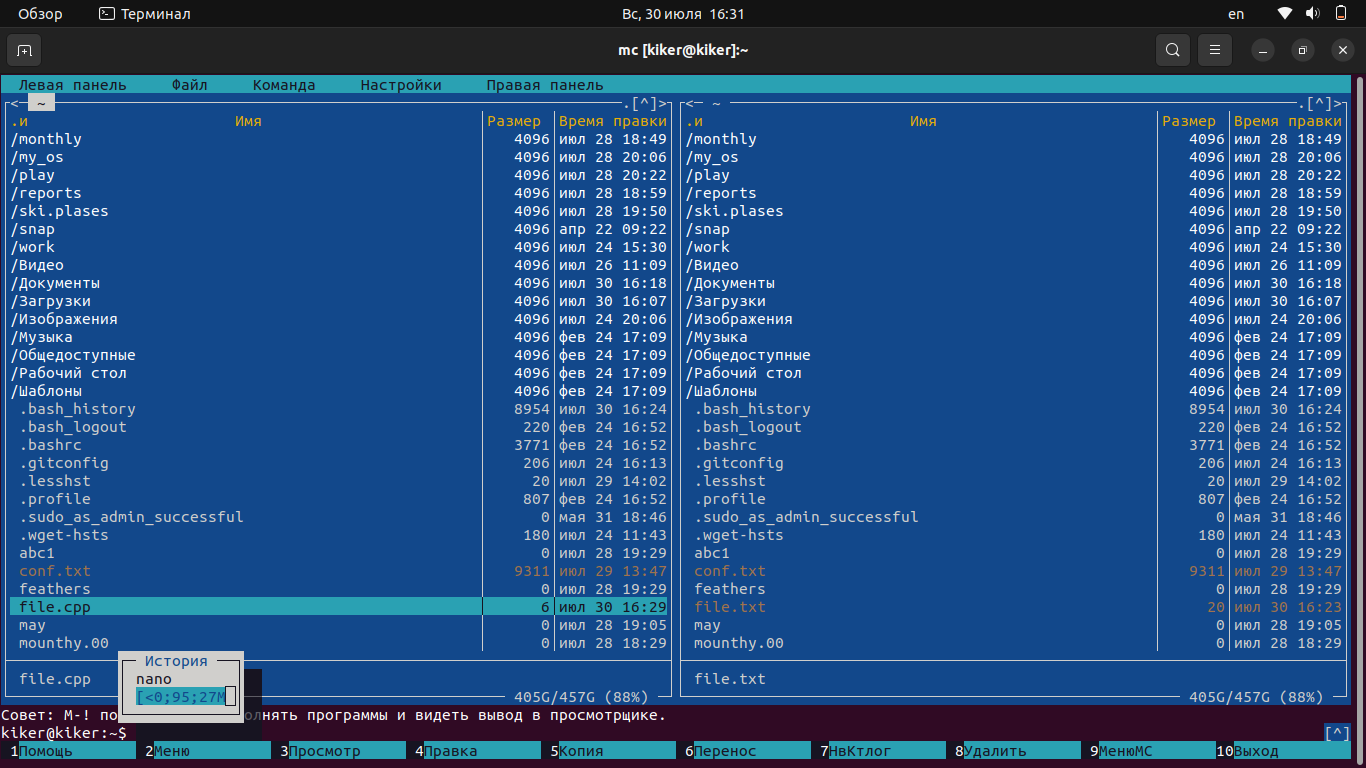 Обзор Терминал Вс, 30 июля 16:31 en
mc [kiker@kiker]:~
Левая панель Файл Команда Настройки Правая панель
<— ~ .[^]> <— ~ .[^]>
.и Имя Размер Время правки .и Имя Размер Время правки
/monthly 4096 июл 28 18:49 /monthly 4096 июл 28 18:49
/my_os 4096 июл 28 20:06 /my_os 4096 июл 28 20:06
/play 4096 июл 28 20:22 /play 4096 июл 28 20:22
/reports 4096 июл 28 18:59 /reports 4096 июл 28 18:59
/ski.plases 4096 июл 28 19:50 /ski.plases 4096 июл 28 19:50
/snap 4096 апр 22 09:22 /snap 4096 апр 22 09:22
/work 4096 июл 24 15:30 /work 4096 июл 24 15:30
/Видео 4096 июл 26 11:09 /Видео 4096 июл 26 11:09
/Документы 4096 июл 30 16:18 /Документы 4096 июл 30 16:18
/Загрузки 4096 июл 30 16:07 /Загрузки 4096 июл 30 16:07
/Изображения 4096 июл 24 20:06 /Изображения 4096 июл 24 20:06
/Музыка 4096 фев 24 17:09 /Музыка 4096 фев 24 17:09
/Общедоступные 4096 фев 24 17:09 /Общедоступные 4096 фев 24 17:09
/Рабочий стол 4096 фев 24 17:09 /Рабочий стол 4096 фев 24 17:09
/Шаблоны 4096 фев 24 17:09 /Шаблоны 4096 фев 24 17:09
.bash_history 8954 июл 30 16:24 .bash_history 8954 июл 30 16:24
.bash_logout 220 фев 24 16:52 .bash_logout 220 фев 24 16:52
.bashrc 3771 фев 24 16:52 .bashrc 3771 фев 24 16:52
.gitconfig 206 июл 24 16:13 .gitconfig 206 июл 24 16:13
.lesshst 20 июл 29 14:02 .lesshst 20 июл 29 14:02
.profile 807 фев 24 16:52 .profile 807 фев 24 16:52
.sudo_as_admin_successful 0 мая 31 18:46 .sudo_as_admin_successful 0 мая 31 18:46
.wget-hsts 180 июл 24 11:43 .wget-hsts 180 июл 24 11:43
abc1 0 июл 28 19:29 abc1 0 июл 28 19:29
conf.txt 9311 июл 29 13:47 conf.txt 9311 июл 29 13:47
feathers 0 июл 28 19:29 feathers 0 июл 28 19:29
file.cpp 6 июл 30 16:29 file.txt 20 июл 30 16:23
may 0 июл 28 19:05 may 0 июл 28 19:05
mounthy.00 0 июл 28 18:29 mounthy.00 0 июл 28 18:29
История
nano
[<0;95;27M
file.cpp file.txt
405G/457G (88%) 405G/457G (88%)
Совет: M-! по лнять программы и видеть вывод в просмотрщике.
kiker@kiker:~$ [^]
1Помощь 2Меню 3Просмотр 4Правка 5Копия 6Перенос 7НвКтлог 8Удалить 9МенюMC 10Выход